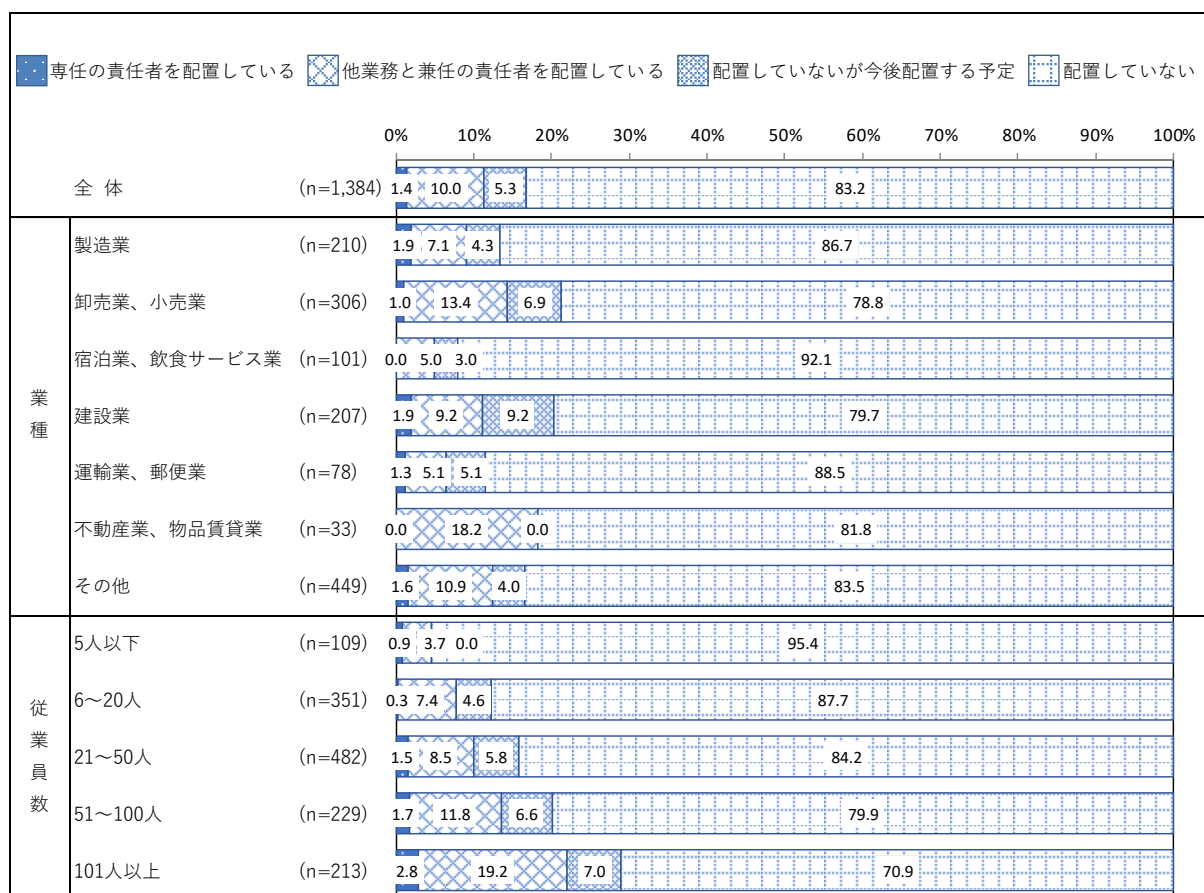 専任の責任者を配置している 他業務と兼任の責任者を配置している 配置していないが今後配置する予定 配置していない
0% 10% 20% 30% 40% 50% 60% 70% 80% 90% 100%
全 体 (n=1,384) 1.4 10.0 5.3 83.2
業種
製造業 (n=210) 1.9 7.1 4.3 86.7
卸売業、小売業 (n=306) 1.0 13.4 6.9 78.8
宿泊業、飲食サービス業 (n=101) 0.0 5.0 3.0 92.1
建設業 (n=207) 1.9 9.2 9.2 79.7
運輸業、郵便業 (n=78) 1.3 5.1 5.1 88.5
不動産業、物品賃貸業 (n=33) 0.0 18.2 0.0 81.8
その他 (n=449) 1.6 10.9 4.0 83.5
従業員数
5人以下 (n=109) 0.9 3.7 0.0 95.4
6～20人 (n=351) 0.3 7.4 4.6 87.7
21～50人 (n=482) 1.5 8.5 5.8 84.2
51～100人 (n=229) 1.7 11.8 6.6 79.9
101人以上 (n=213) 2.8 19.2 7.0 70.9